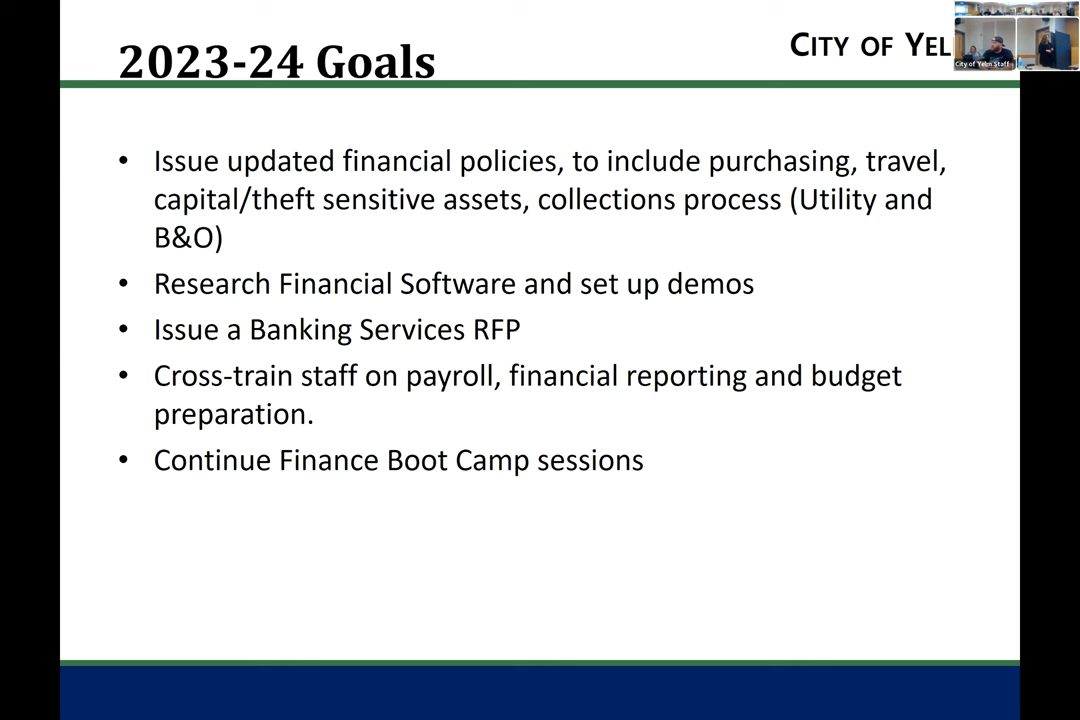 2023-24 Goals
CITY OF YEL
City of Yelm Staff
• Issue updated financial policies, to include purchasing, travel,
capital/theft sensitive assets, collections process (Utility and
B&O)
• Research Financial Software and set up demos
• Issue a Banking Services RFP
• Cross-train staff on payroll, financial reporting and budget
preparation.
• Continue Finance Boot Camp sessions